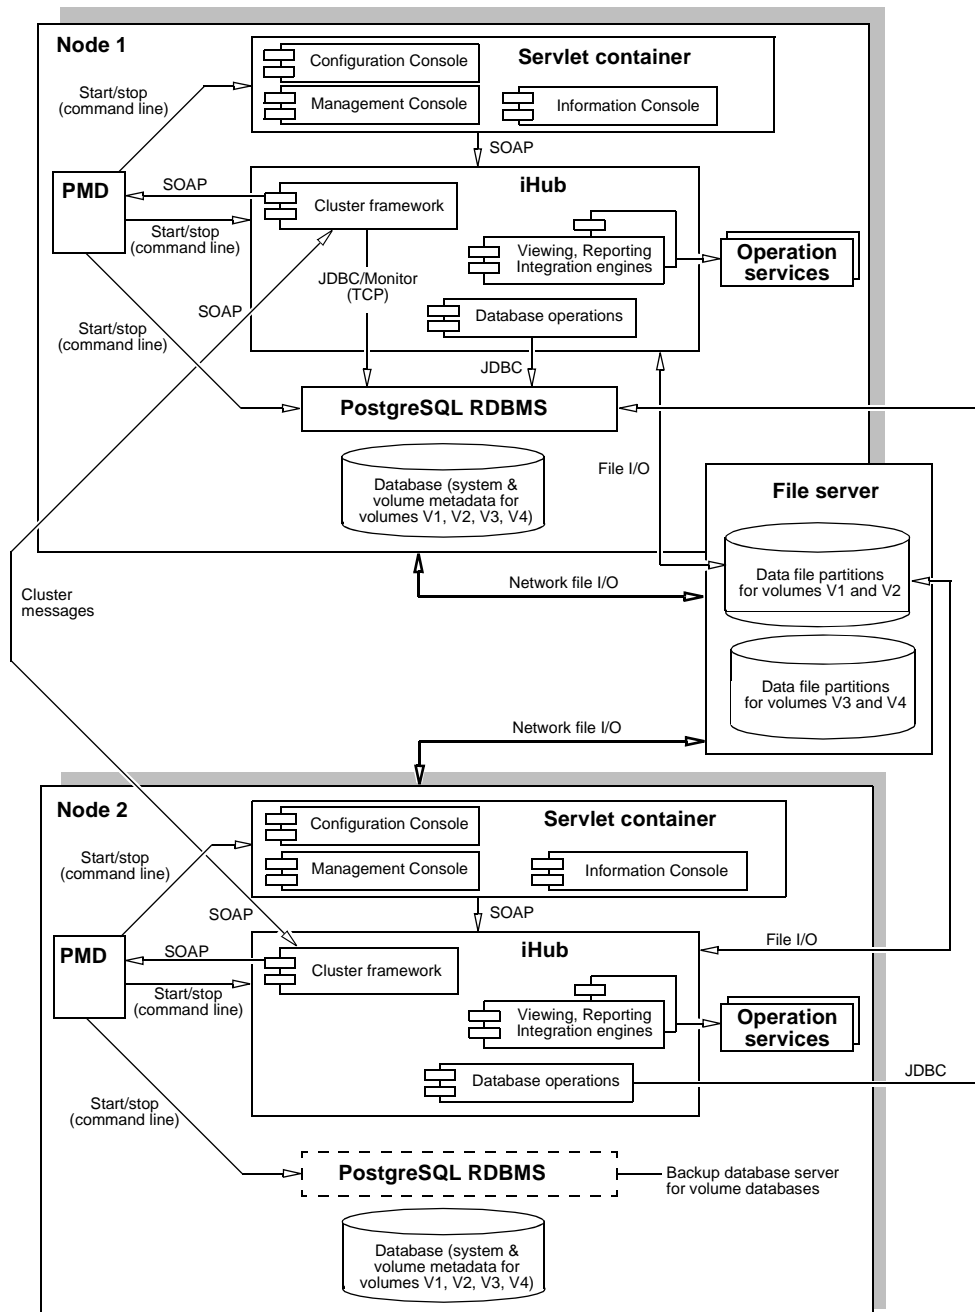 Node 1
Servlet container
Configuration Console
Management Console
Information Console
Start/stop
(command line)
SOAP
PMD
SOAP
iHub
Cluster framework
Start/stop
(command line)
Viewing, Reporting
Integration engines
Operation
services
JDBC/Monitor
(TCP)
SOAP
Database operations
Start/stop
(command line)
JDBC
PostgreSQL RDBMS
File I/O
Database (system &
volume metadata for
volumes V1, V2, V3, V4)
File server
Data file partitions
for volumes V1 and V2
Network file I/O
Cluster
messages
Data file partitions
for volumes V3 and V4
Network file I/O
Node 2
Servlet container
Configuration Console
Management Console
Information Console
Start/stop
(command line)
SOAP
SOAP
PMD
SOAP
iHub
File I/O
Cluster framework
Start/stop
(command line)
Viewing, Reporting
Integration engines
Operation
services
Database operations
JDBC
Start/stop
(command line)
PostgreSQL RDBMS
Backup database server
for volume databases
Database (system &
volume metadata for
volumes V1, V2, V3, V4)